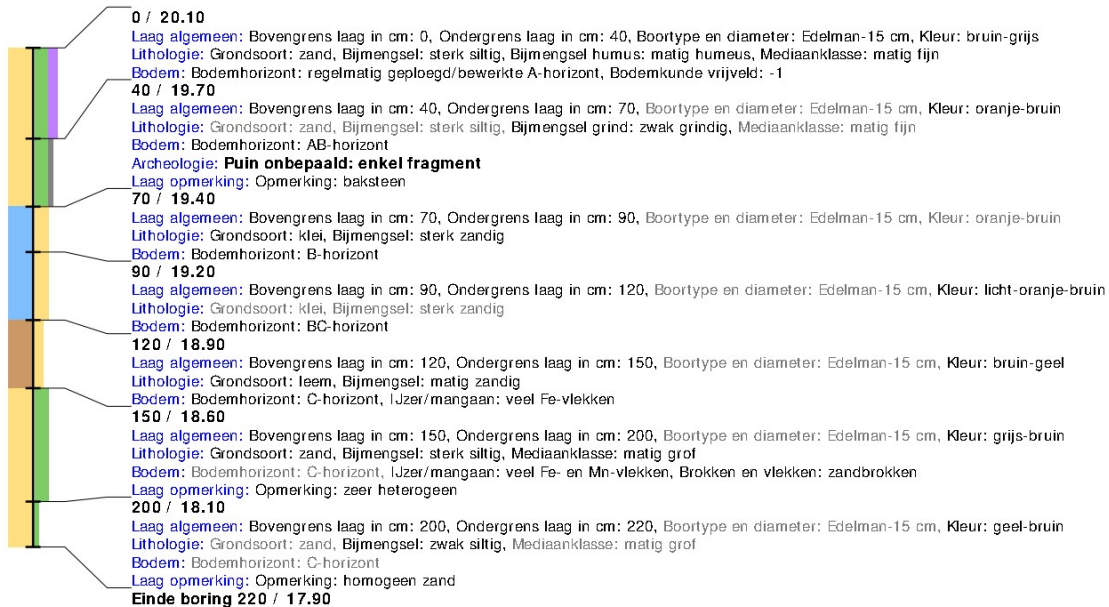 0 / 20.10
Laag algemeen: Bovengrens laag in cm: 0, Ondergrens laag in cm: 40, Boortype en diameter: Edelman-15 cm, Kleur: bruin-grijs
Lithologie: Grondsoort: zand, Bijmengsel: sterk siltig, Bijmengsel humus: matig humeus, Mediaanklasse: matig fijn
Bodem: Bodemhorizont: regelmatig geploegd/bewerkte A-horizont, Bodemkunde vrijveld: -1
40 / 19.70
Laag algemeen: Bovengrens laag in cm: 40, Ondergrens laag in cm: 70, Boortype en diameter: Edelman-15 cm, Kleur: oranje-bruin
Lithologie: Grondsoort: zand, Bijmengsel: sterk siltig, Bijmengsel grind: zwak grindig, Mediaanklasse: matig fijn
Bodem: Bodemhorizont: AB-horizont
Archeologie: Puin onbepaald: enkel fragment
Laag opmerking: Opmerking: baksteen
70 / 19.40
Laag algemeen: Bovengrens laag in cm: 70, Ondergrens laag in cm: 90, Boortype en diameter: Edelman-15 cm, Kleur: oranje-bruin
Lithologie: Grondsoort: klei, Bijmengsel: sterk zandig
Bodem: Bodemhorizont: B-horizont
90 / 19.20
Laag algemeen: Bovengrens laag in cm: 90, Ondergrens laag in cm: 120, Boortype en diameter: Edelman-15 cm, Kleur: licht-oranje-bruin
Lithologie: Grondsoort: klei, Bijmengsel: sterk zandig
Bodem: Bodemhorizont: BC-horizont
120 / 18.90
Laag algemeen: Bovengrens laag in cm: 120, Ondergrens laag in cm: 150, Boortype en diameter: Edelman-15 cm, Kleur: bruin-geel
Lithologie: Grondsoort: leem, Bijmengsel: matig zandig
Bodem: Bodemhorizont: C-horizont, IJzer/mangaan: veel Fe-vlekken
150 / 18.60
Laag algemeen: Bovengrens laag in cm: 150, Ondergrens laag in cm: 200, Boortype en diameter: Edelman-15 cm, Kleur: grijs-bruin
Lithologie: Grondsoort: zand, Bijmengsel: sterk siltig, Mediaanklasse: matig grof
Bodem: Bodemhorizont: C-horizont, IJzer/mangaan: veel Fe- en Mn-vlekken, Brokken en vlekken: zandbrokken
Laag opmerking: Opmerking: zeer heterogeen
200 / 18.10
Laag algemeen: Bovengrens laag in cm: 200, Ondergrens laag in cm: 220, Boortype en diameter: Edelman-15 cm, Kleur: geel-bruin
Lithologie: Grondsoort: zand, Bijmengsel: zwak siltig, Mediaanklasse: matig grof
Bodem: Bodemhorizont: C-horizont
Laag opmerking: Opmerking: homogeen zand
Einde boring 220 / 17.90